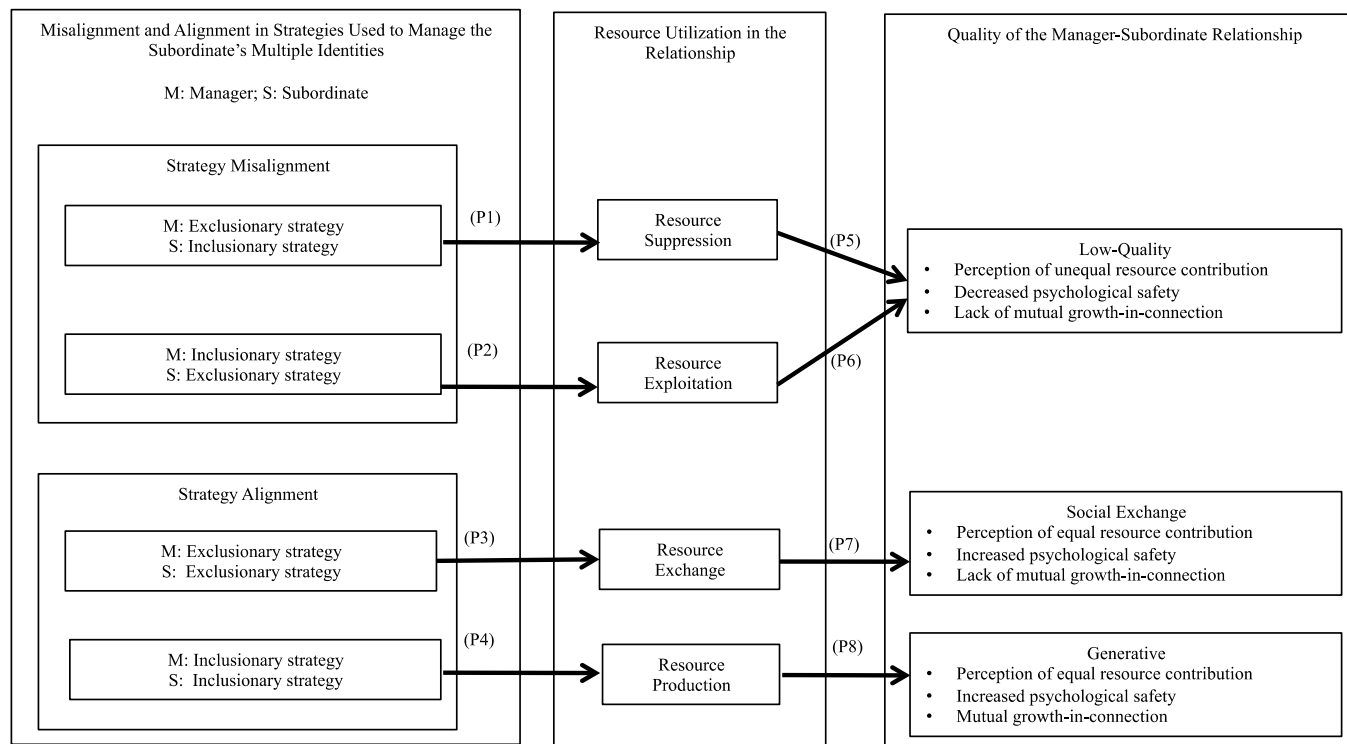 Misalignment and Alignment in Strategies Used to Manage the
Subordinate's Multiple Identities
M: Manager; S: Subordinate
Strategy Misalignment
M: Exclusionary strategy
S: Inclusionary strategy
(P1)
M: Inclusionary strategy
S: Exclusionary strategy
(P2)
Strategy Alignment
M: Exclusionary strategy
S:  Exclusionary strategy
(P3)
M: Inclusionary strategy
S:  Inclusionary strategy
(P4)
Resource Utilization in the
Relationship
Resource
Suppression
(P5)
Resource
Exploitation
(P6)
Resource
Exchange
(P7)
Resource
Production
(P8)
Quality of the Manager-Subordinate Relationship
Low-Quality
• Perception of unequal resource contribution
• Decreased psychological safety
• Lack of mutual growth-in-connection
Social Exchange
• Perception of equal resource contribution
• Increased psychological safety
• Lack of mutual growth-in-connection
Generative
• Perception of equal resource contribution
• Increased psychological safety
• Mutual growth-in-connection